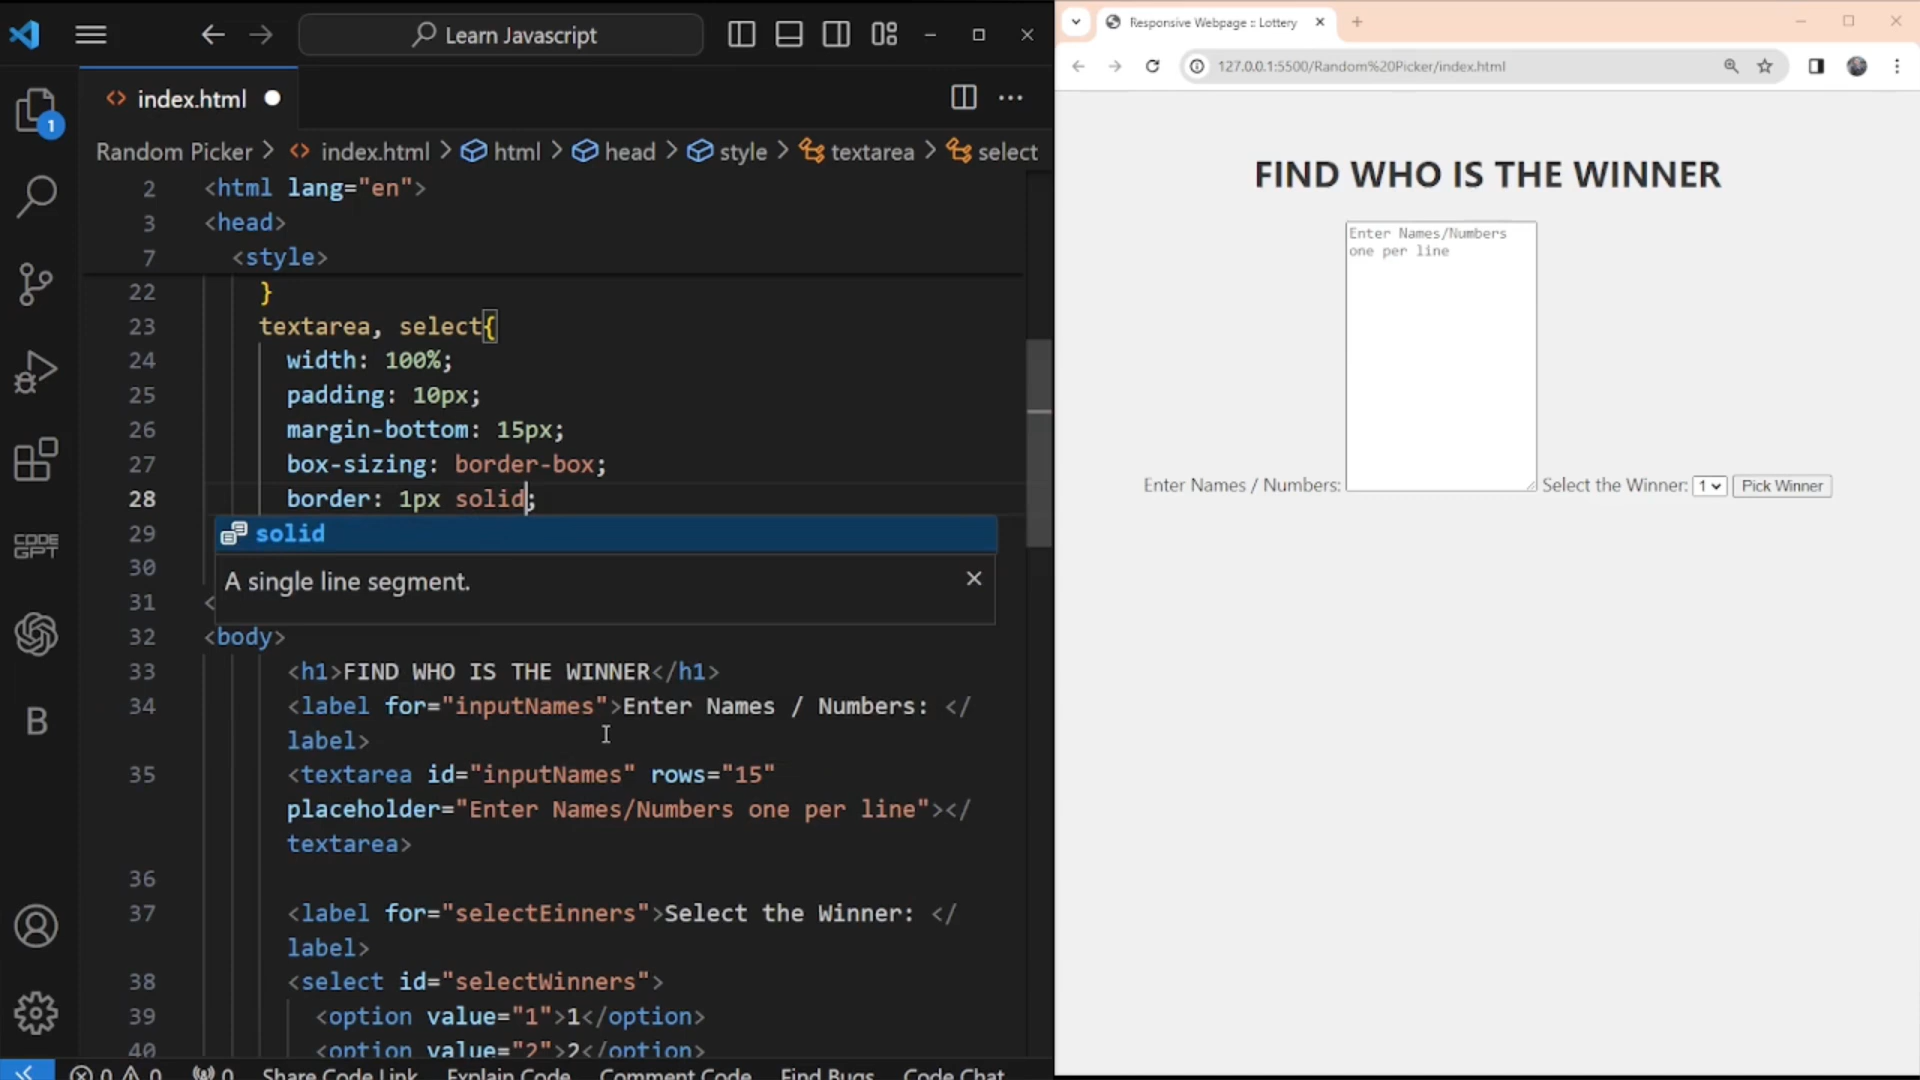 Learn Javascript
index.html
1
Random Picker > index.html > html > head > style > textarea > select
2 <html lang="en">
3 <head>
7 <style>
22 }
23 textarea, select{
24 width: 100%;
25 padding: 10px;
26 margin-bottom: 15px;
27 box-sizing: border-box;
28 border: 1px solid;
29 solid
30 A single line segment.
31 <
32 <body>
33 <h1>FIND WHO IS THE WINNER</h1>
34 <label for="inputNames">Enter Names / Numbers: </
label>
35 <textarea id="inputNames" rows="15"
placeholder="Enter Names/Numbers one per line"></
textarea>
36
37 <label for="selectEinners">Select the Winner: </
label>
38 <select id="selectWinners">
39 <option value="1">1</option>
40 <option value="2">2</option>
CODE
GPT
B
0 0 0 Share Code Link Explain Code Comment Code Find Bugs Code Chat
Responsive Webpage :: Lottery
127.0.0.1:5500/Random%20Picker/index.html
FIND WHO IS THE WINNER
Enter Names/Numbers
one per line
Enter Names / Numbers: Select the Winner: 1 Pick Winner